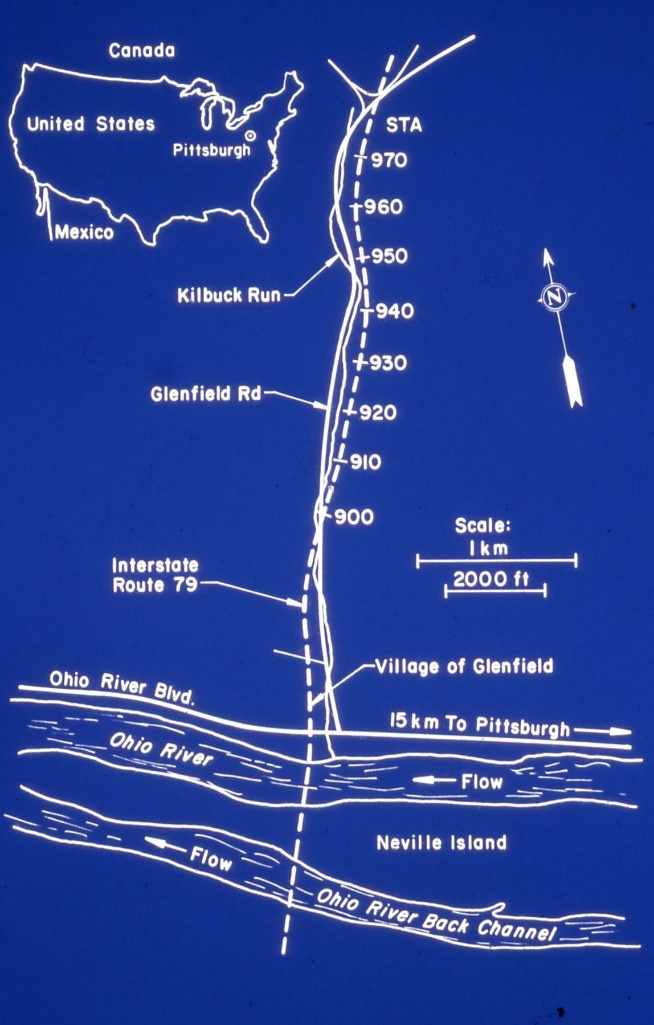 Canada
United States
Pittsburgh
Mexico
STA
970
960
950
Kilbuck Run
N
940
930
Glenfield Rd
920
910
900
Scale:
1 km
2000 ft
Interstate
Route 79
Village of Glenfield
Ohio River Blvd.
15 km To Pittsburgh
Ohio River
Flow
Neville Island
Flow
Ohio River Back Channel